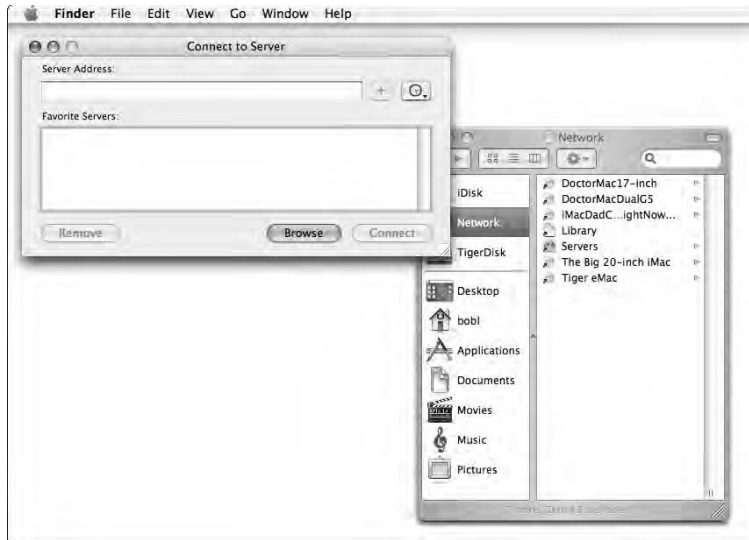 Finder File Edit View Go Window Help
Connect to Server
Server Address:
Favorite Servers:
Remove
Browse
Connect
Network
iDisk
Network
TigerDisk
Desktop
bobl
Applications
Documents
Movies
Music
Pictures
DoctorMac17-inch
DoctorMacDualG5
iMacDadC...ightNow...
Library
Servers
The Big 20-inch iMac
Tiger eMac